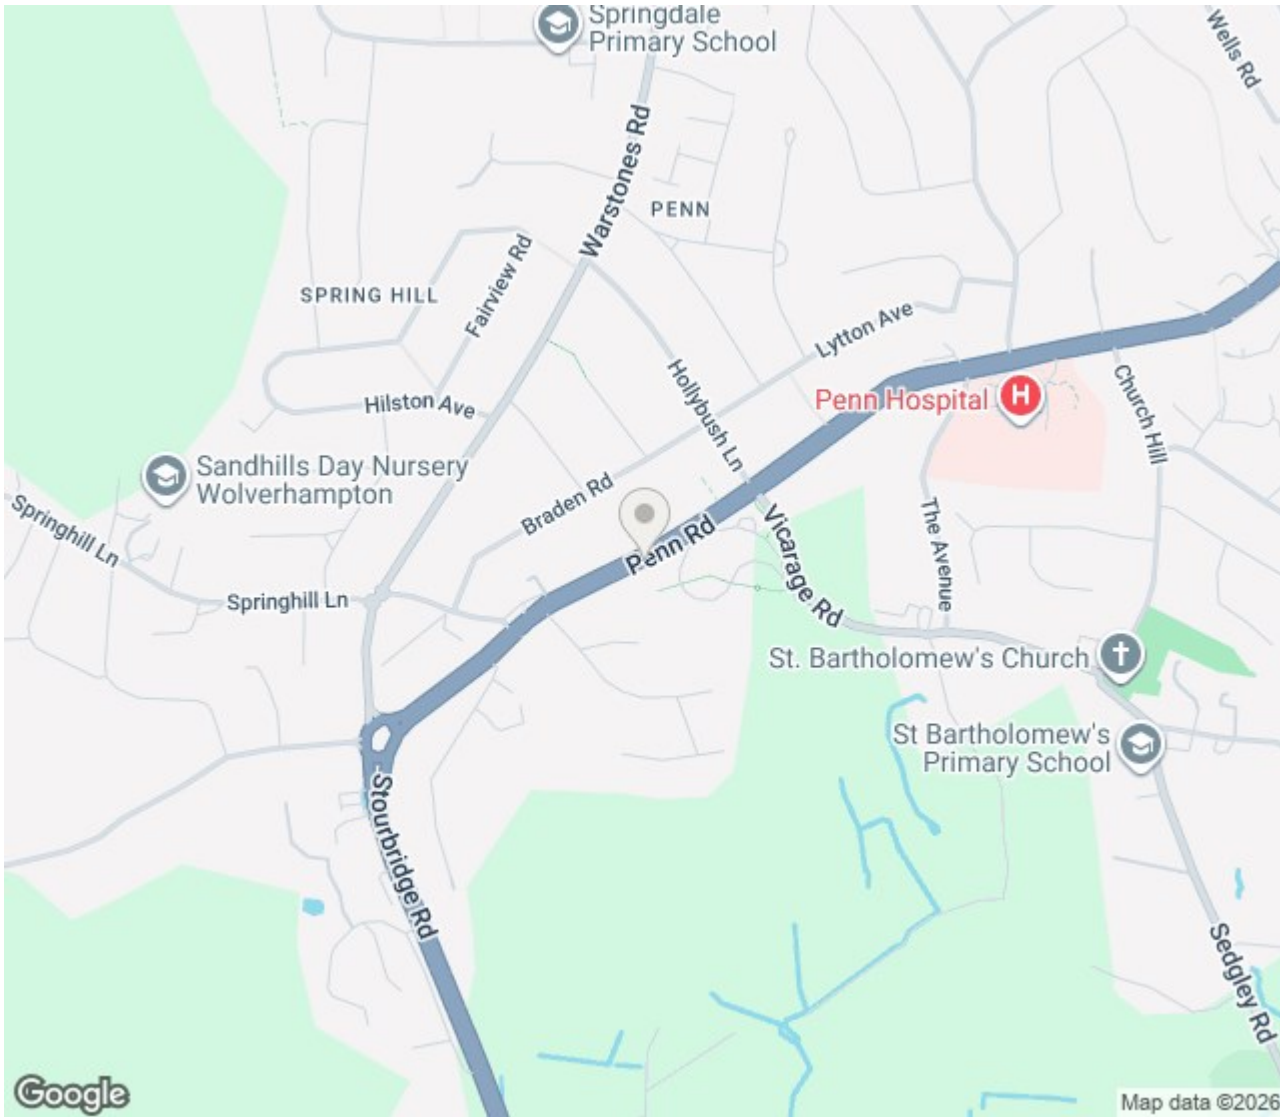 Springdale
Primary School
Wells Rd
Warstones Rd
PENN
Fairview Rd
SPRING HILL
Lytton Ave
Hollybush Ln
Hilston Ave
Penn Hospital
H
Church Hill
Sandhills Day Nursery
Wolverhampton
Braden Rd
Springhill Ln
Penn Rd
Vicarage Rd
The Avenue
Springhill Ln
St. Bartholomew's Church
St Bartholomew's
Primary School
Stourbridge Rd
Sedgley Rd
Google
Map data ©2026